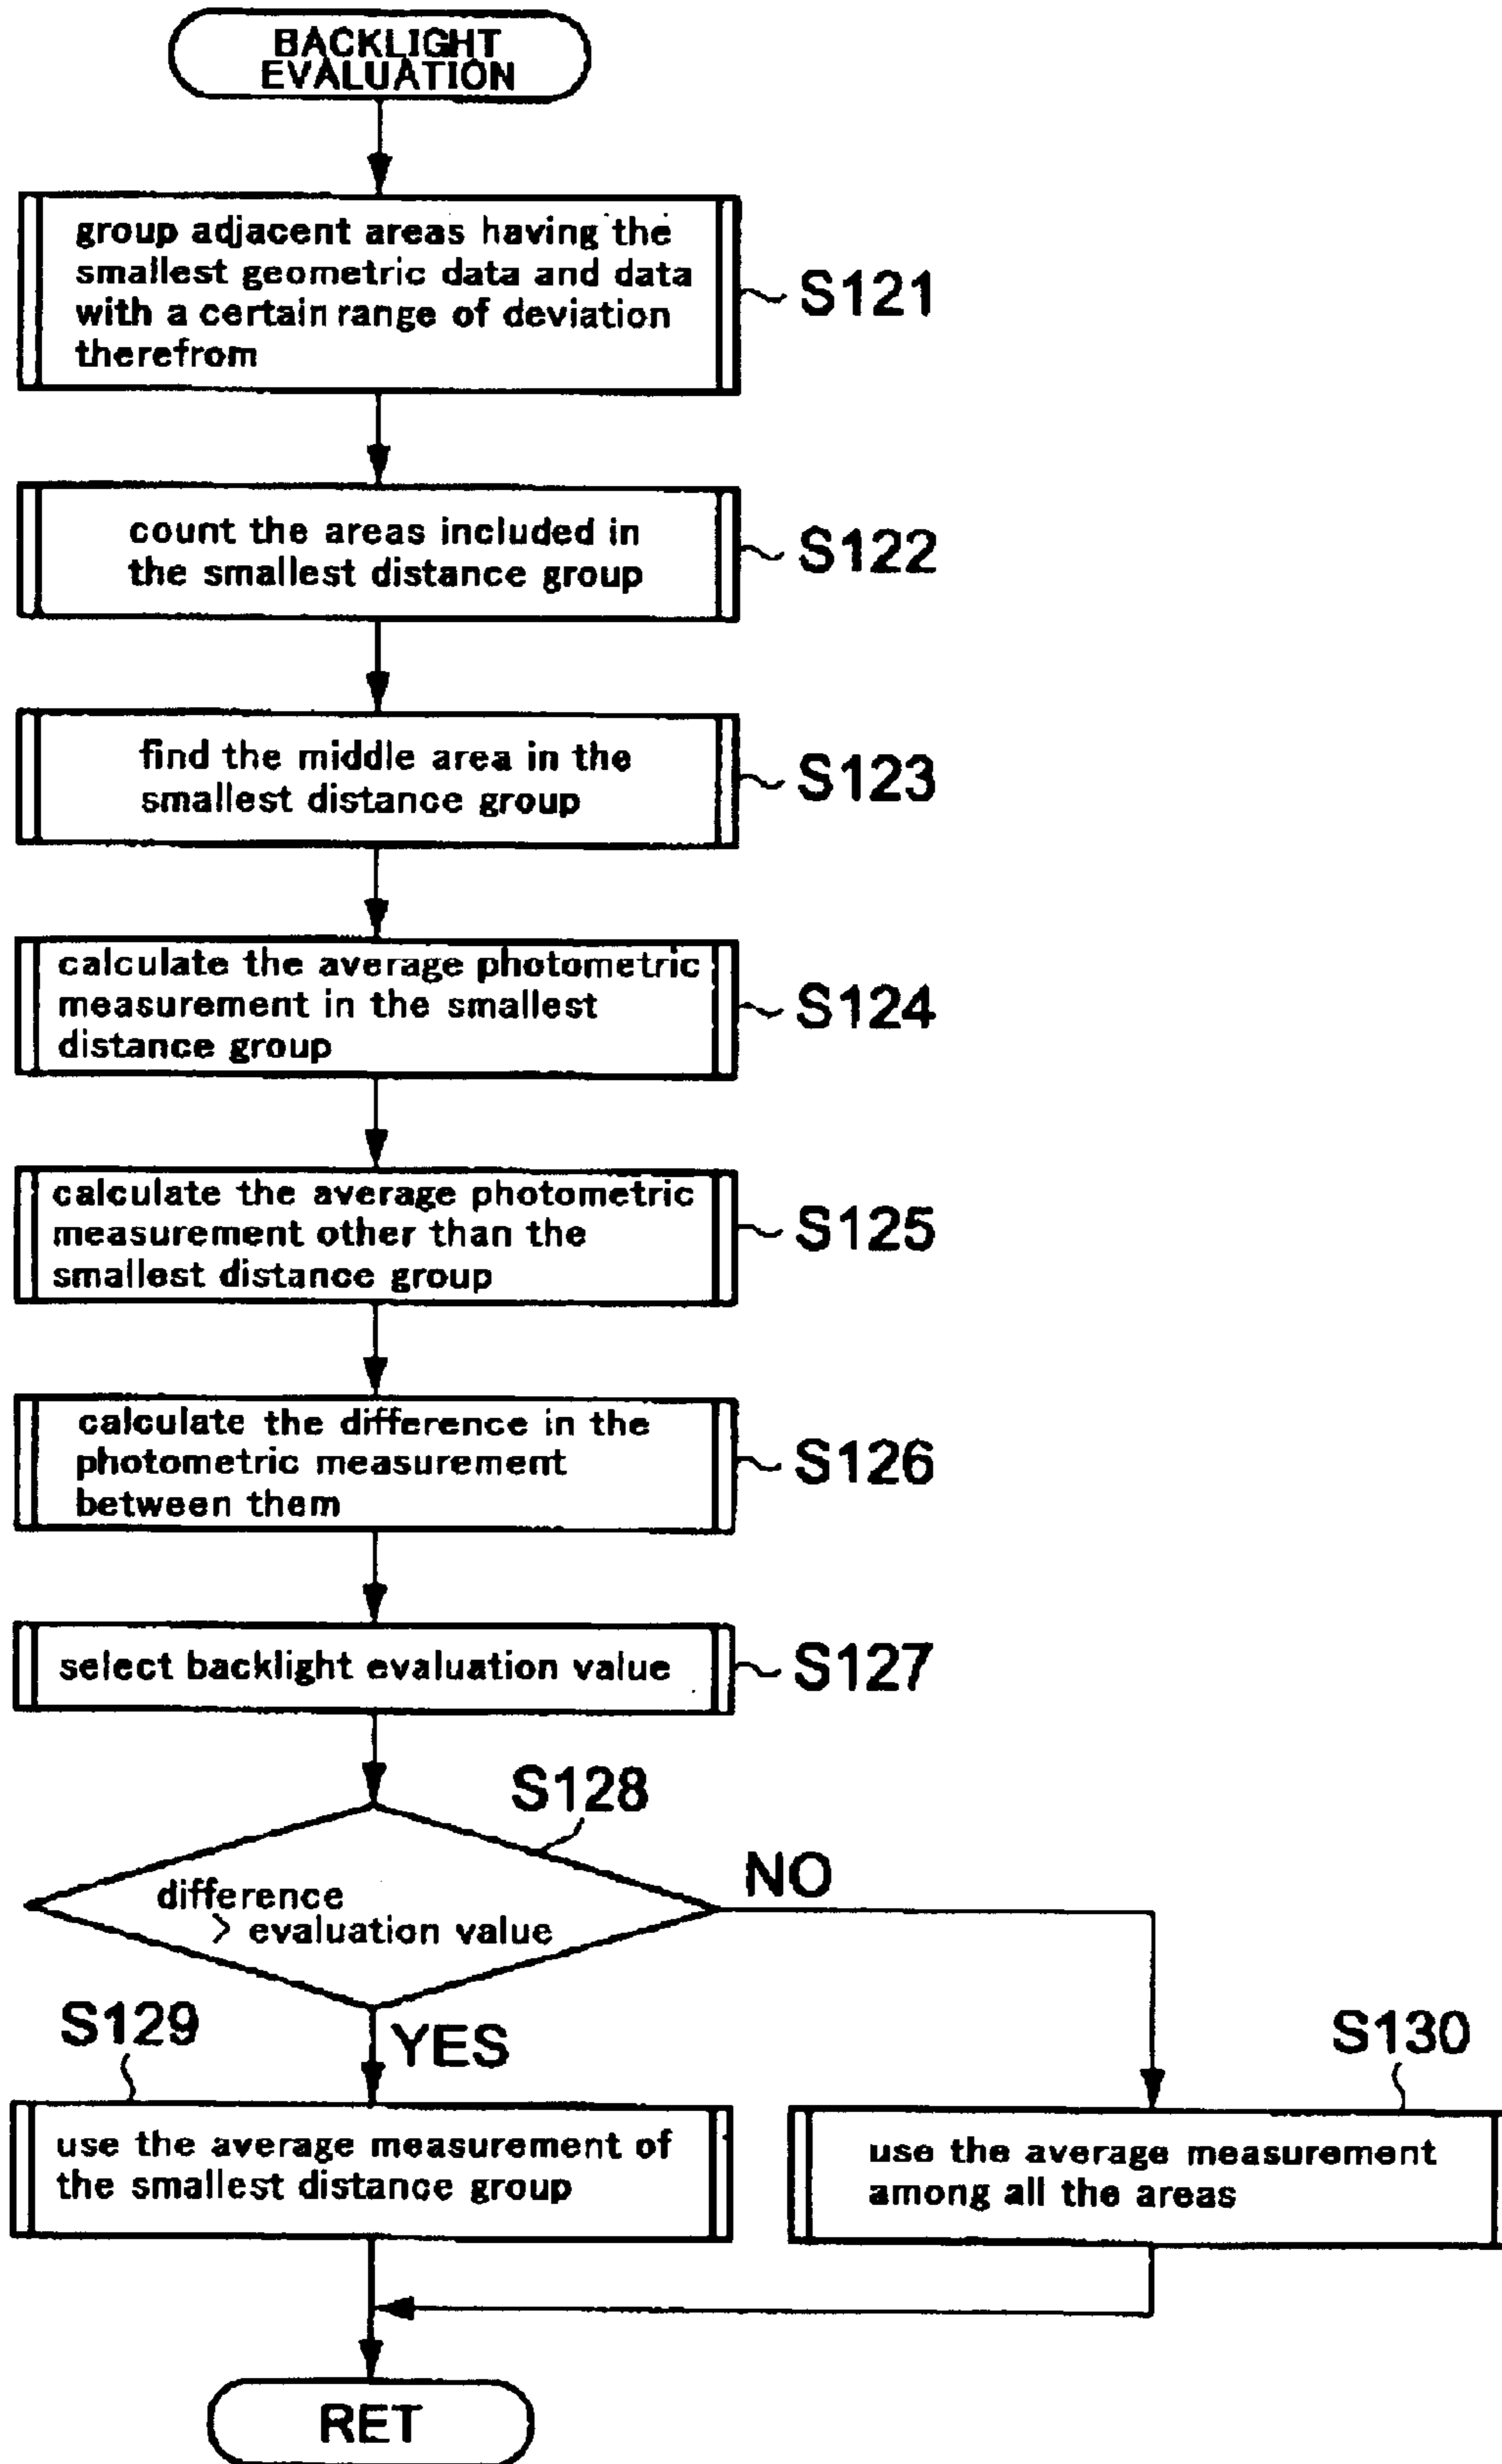 BACKLIGHT
EVALUATION
group adjacent areas having the
smallest geometric data and data
with a certain range of deviation
therefrom
S121
count the areas included in
the smallest distance group
S122
find the middle area in the
smallest distance group
S123
calculate the average photometric
measurement in the smallest
distance group
S124
calculate the average photometric
measurement other than the
smallest distance group
S125
calculate the difference in the
photometric measurement
between them
S126
select backlight evaluation value
S127
S128
difference
> evaluation value
NO
YES
S129
use the average measurement of
the smallest distance group
S130
use the average measurement
among all the areas
RET